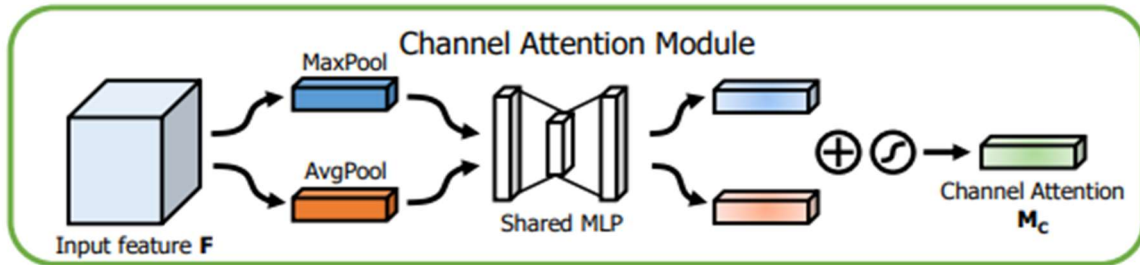 Channel Attention Module
MaxPool
AvgPool
Shared MLP
Input feature F
Channel Attention
Mc